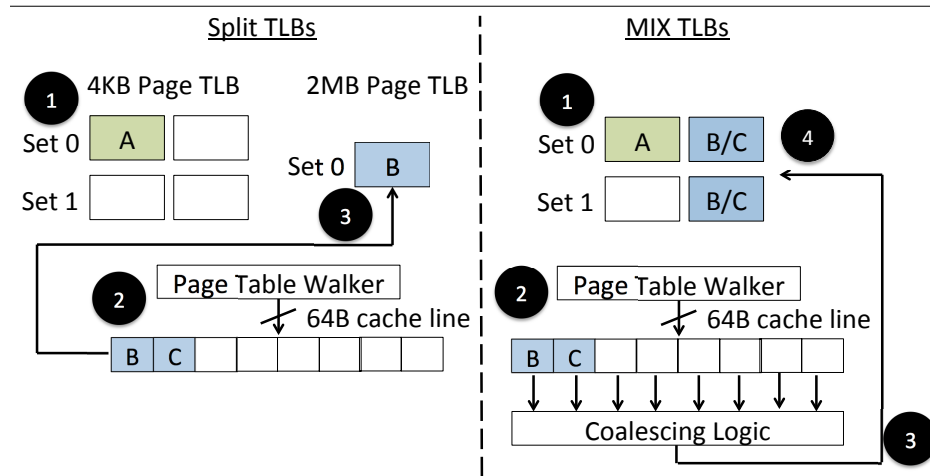 Split TLBs
1
4KB Page TLB
2MB Page TLB
Set 0
A
Set 0
B
Set 1
3
2
Page Table Walker
64B cache line
B C
MIX TLBs
1
Set 0
A
B/C
4
Set 1
B/C
2
Page Table Walker
64B cache line
B C
Coalescing Logic
3